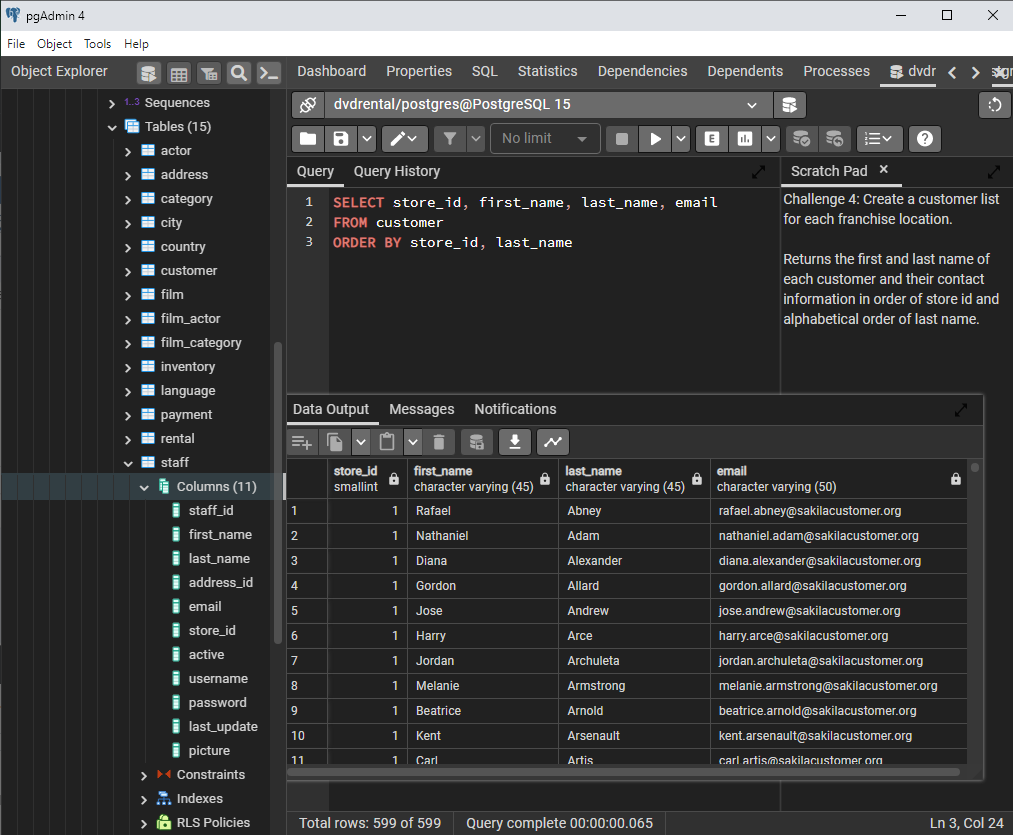 pgAdmin 4
File Object Tools Help
Object Explorer
Dashboard Properties SQL Statistics Dependencies Dependents Processes dvdr
1..3 Sequences
Tables (15)
actor
address
category
city
country
customer
film
film_actor
film_category
inventory
language
payment
rental
staff
Columns (11)
staff_id
first_name
last_name
address_id
email
store_id
active
username
password
last_update
picture
Constraints
Indexes
RLS Policies
dvdrental/postgres@PostgreSQL 15
No limit
E
Query Query History
1 SELECT store_id, first_name, last_name, email
2 FROM customer
3 ORDER BY store_id, last_name
Scratch Pad
Challenge 4: Create a customer list
for each franchise location.
Returns the first and last name of
each customer and their contact
information in order of store id and
alphabetical order of last name.
Data Output Messages Notifications
store_id first_name last_name email
smallint character varying (45) character varying (45) character varying (50)
1 1 Rafael Abney rafael.abney@sakilacustomer.org
2 1 Nathaniel Adam nathaniel.adam@sakilacustomer.org
3 1 Diana Alexander diana.alexander@sakilacustomer.org
4 1 Gordon Allard gordon.allard@sakilacustomer.org
5 1 Jose Andrew jose.andrew@sakilacustomer.org
6 1 Harry Arce harry.arce@sakilacustomer.org
7 1 Jordan Archuleta jordan.archuleta@sakilacustomer.org
8 1 Melanie Armstrong melanie.armstrong@sakilacustomer.org
9 1 Beatrice Arnold beatrice.arnold@sakilacustomer.org
10 1 Kent Arsenault kent.arsenault@sakilacustomer.org
11 1 Carl Artis carl.artis@sakilacustomer.org
Total rows: 599 of 599 Query complete 00:00:00.065 Ln 3, Col 24